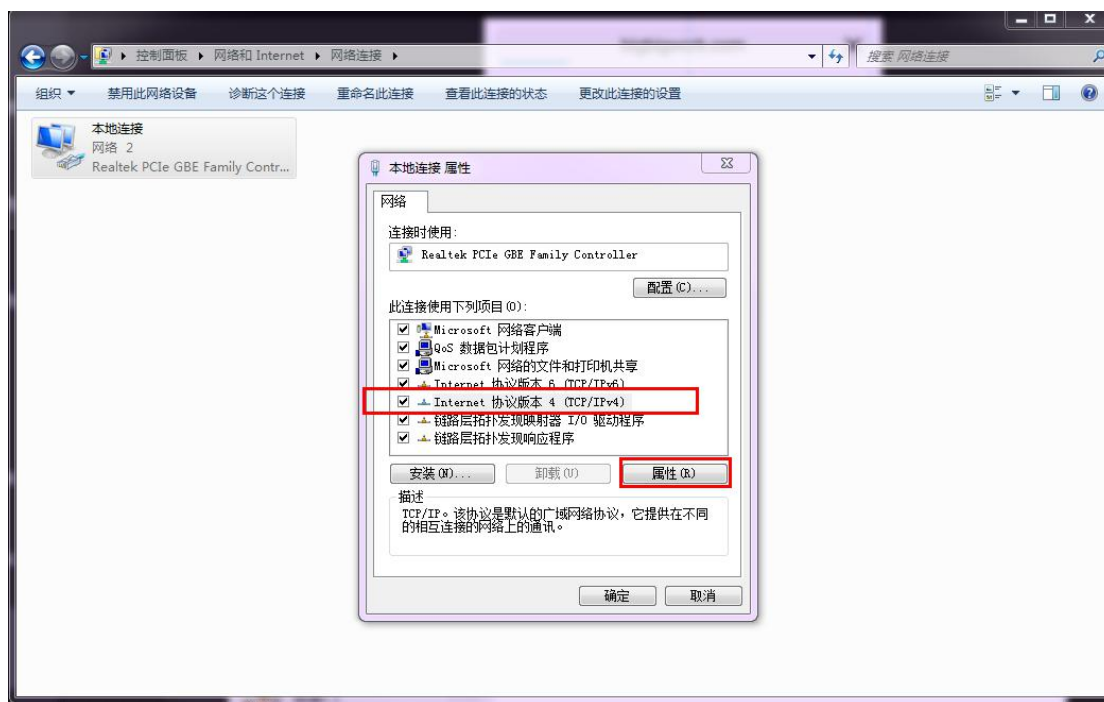 控制面板 ▸ 网络和 Internet ▸ 网络连接 ▸
搜索 网络连接
组织 禁用此网络设备 诊断这个连接 重命名此连接 查看此连接的状态 更改此连接的设置
本地连接
网络 2
Realtek PCIe GBE Family Contr...
本地连接 属性
网络
连接时使用:
Realtek PCIe GBE Family Controller
配置(C)...
此连接使用下列项目(O):
Microsoft 网络客户端
QoS 数据包计划程序
Microsoft 网络的文件和打印机共享
Internet 协议版本 6 (TCP/IPv6)
Internet 协议版本 4 (TCP/IPv4)
链路层拓扑发现映射器 I/O 驱动程序
链路层拓扑发现响应程序
安装(N)... 卸载(U) 属性(R)
描述
TCP/IP。该协议是默认的广域网络协议，它提供在不同
的相互连接的网络上的通讯。
确定 取消